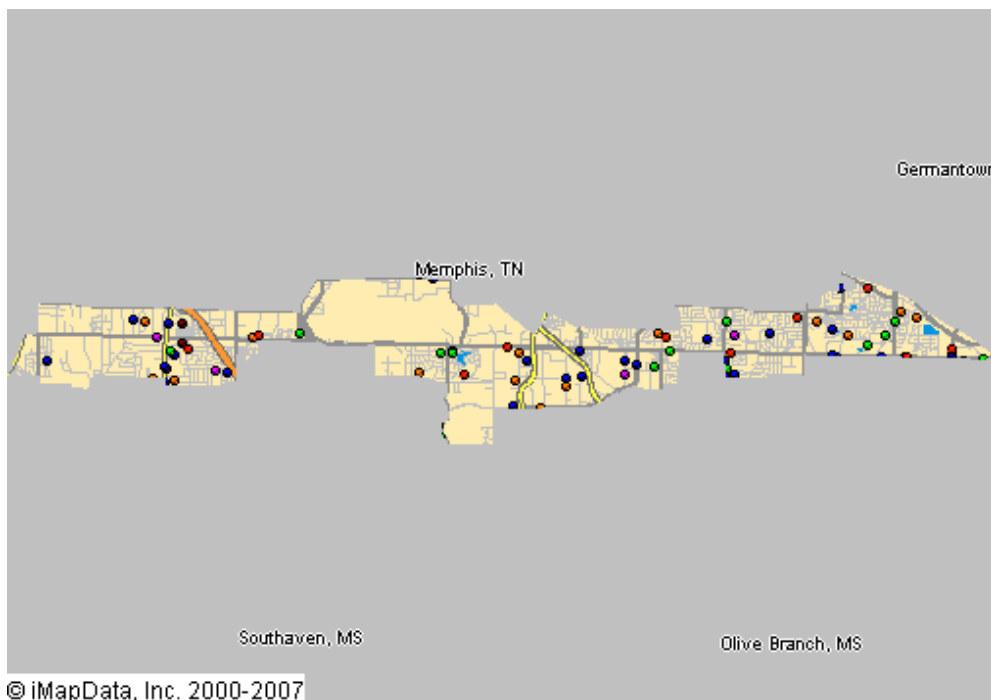 Germantown
Memphis, TN
Southaven, MS
Olive Branch, MS
© iMapData, Inc. 2000-2007